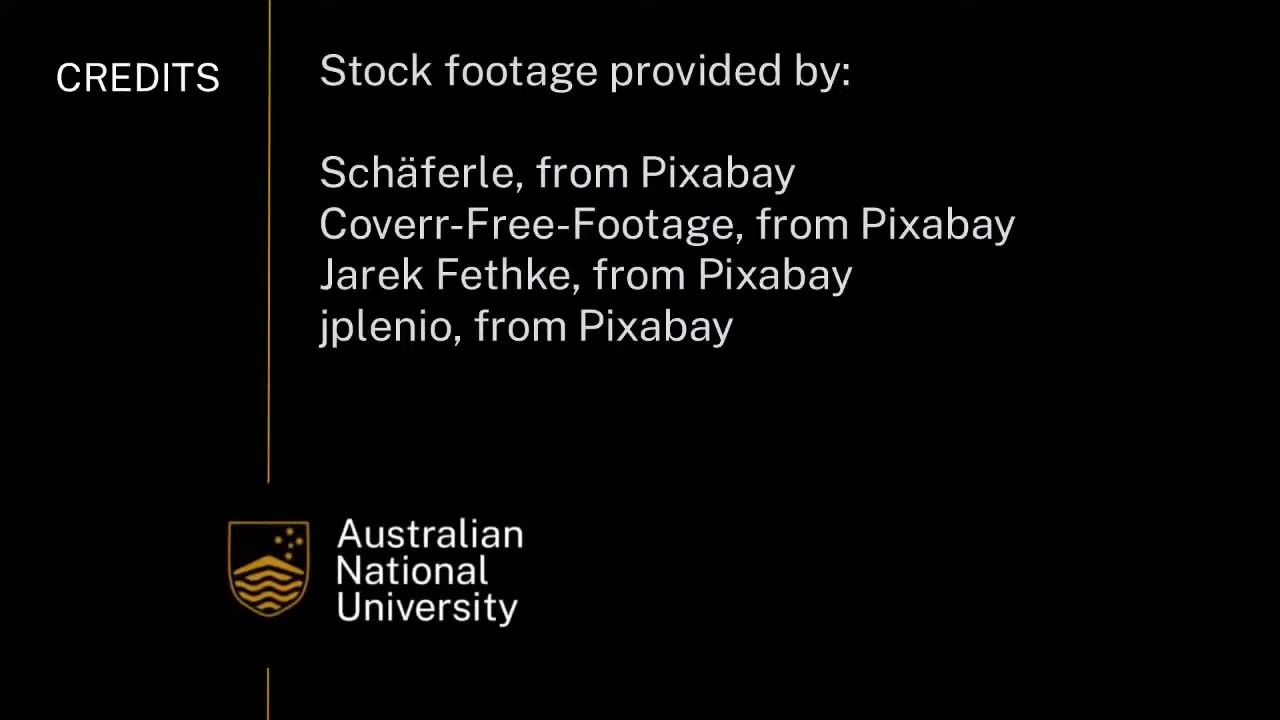 CREDITS
Stock footage provided by:
Schäferle, from Pixabay
Coverr-Free-Footage, from Pixabay
Jarek Fethke, from Pixabay
jplenio, from Pixabay
Australian
National
University